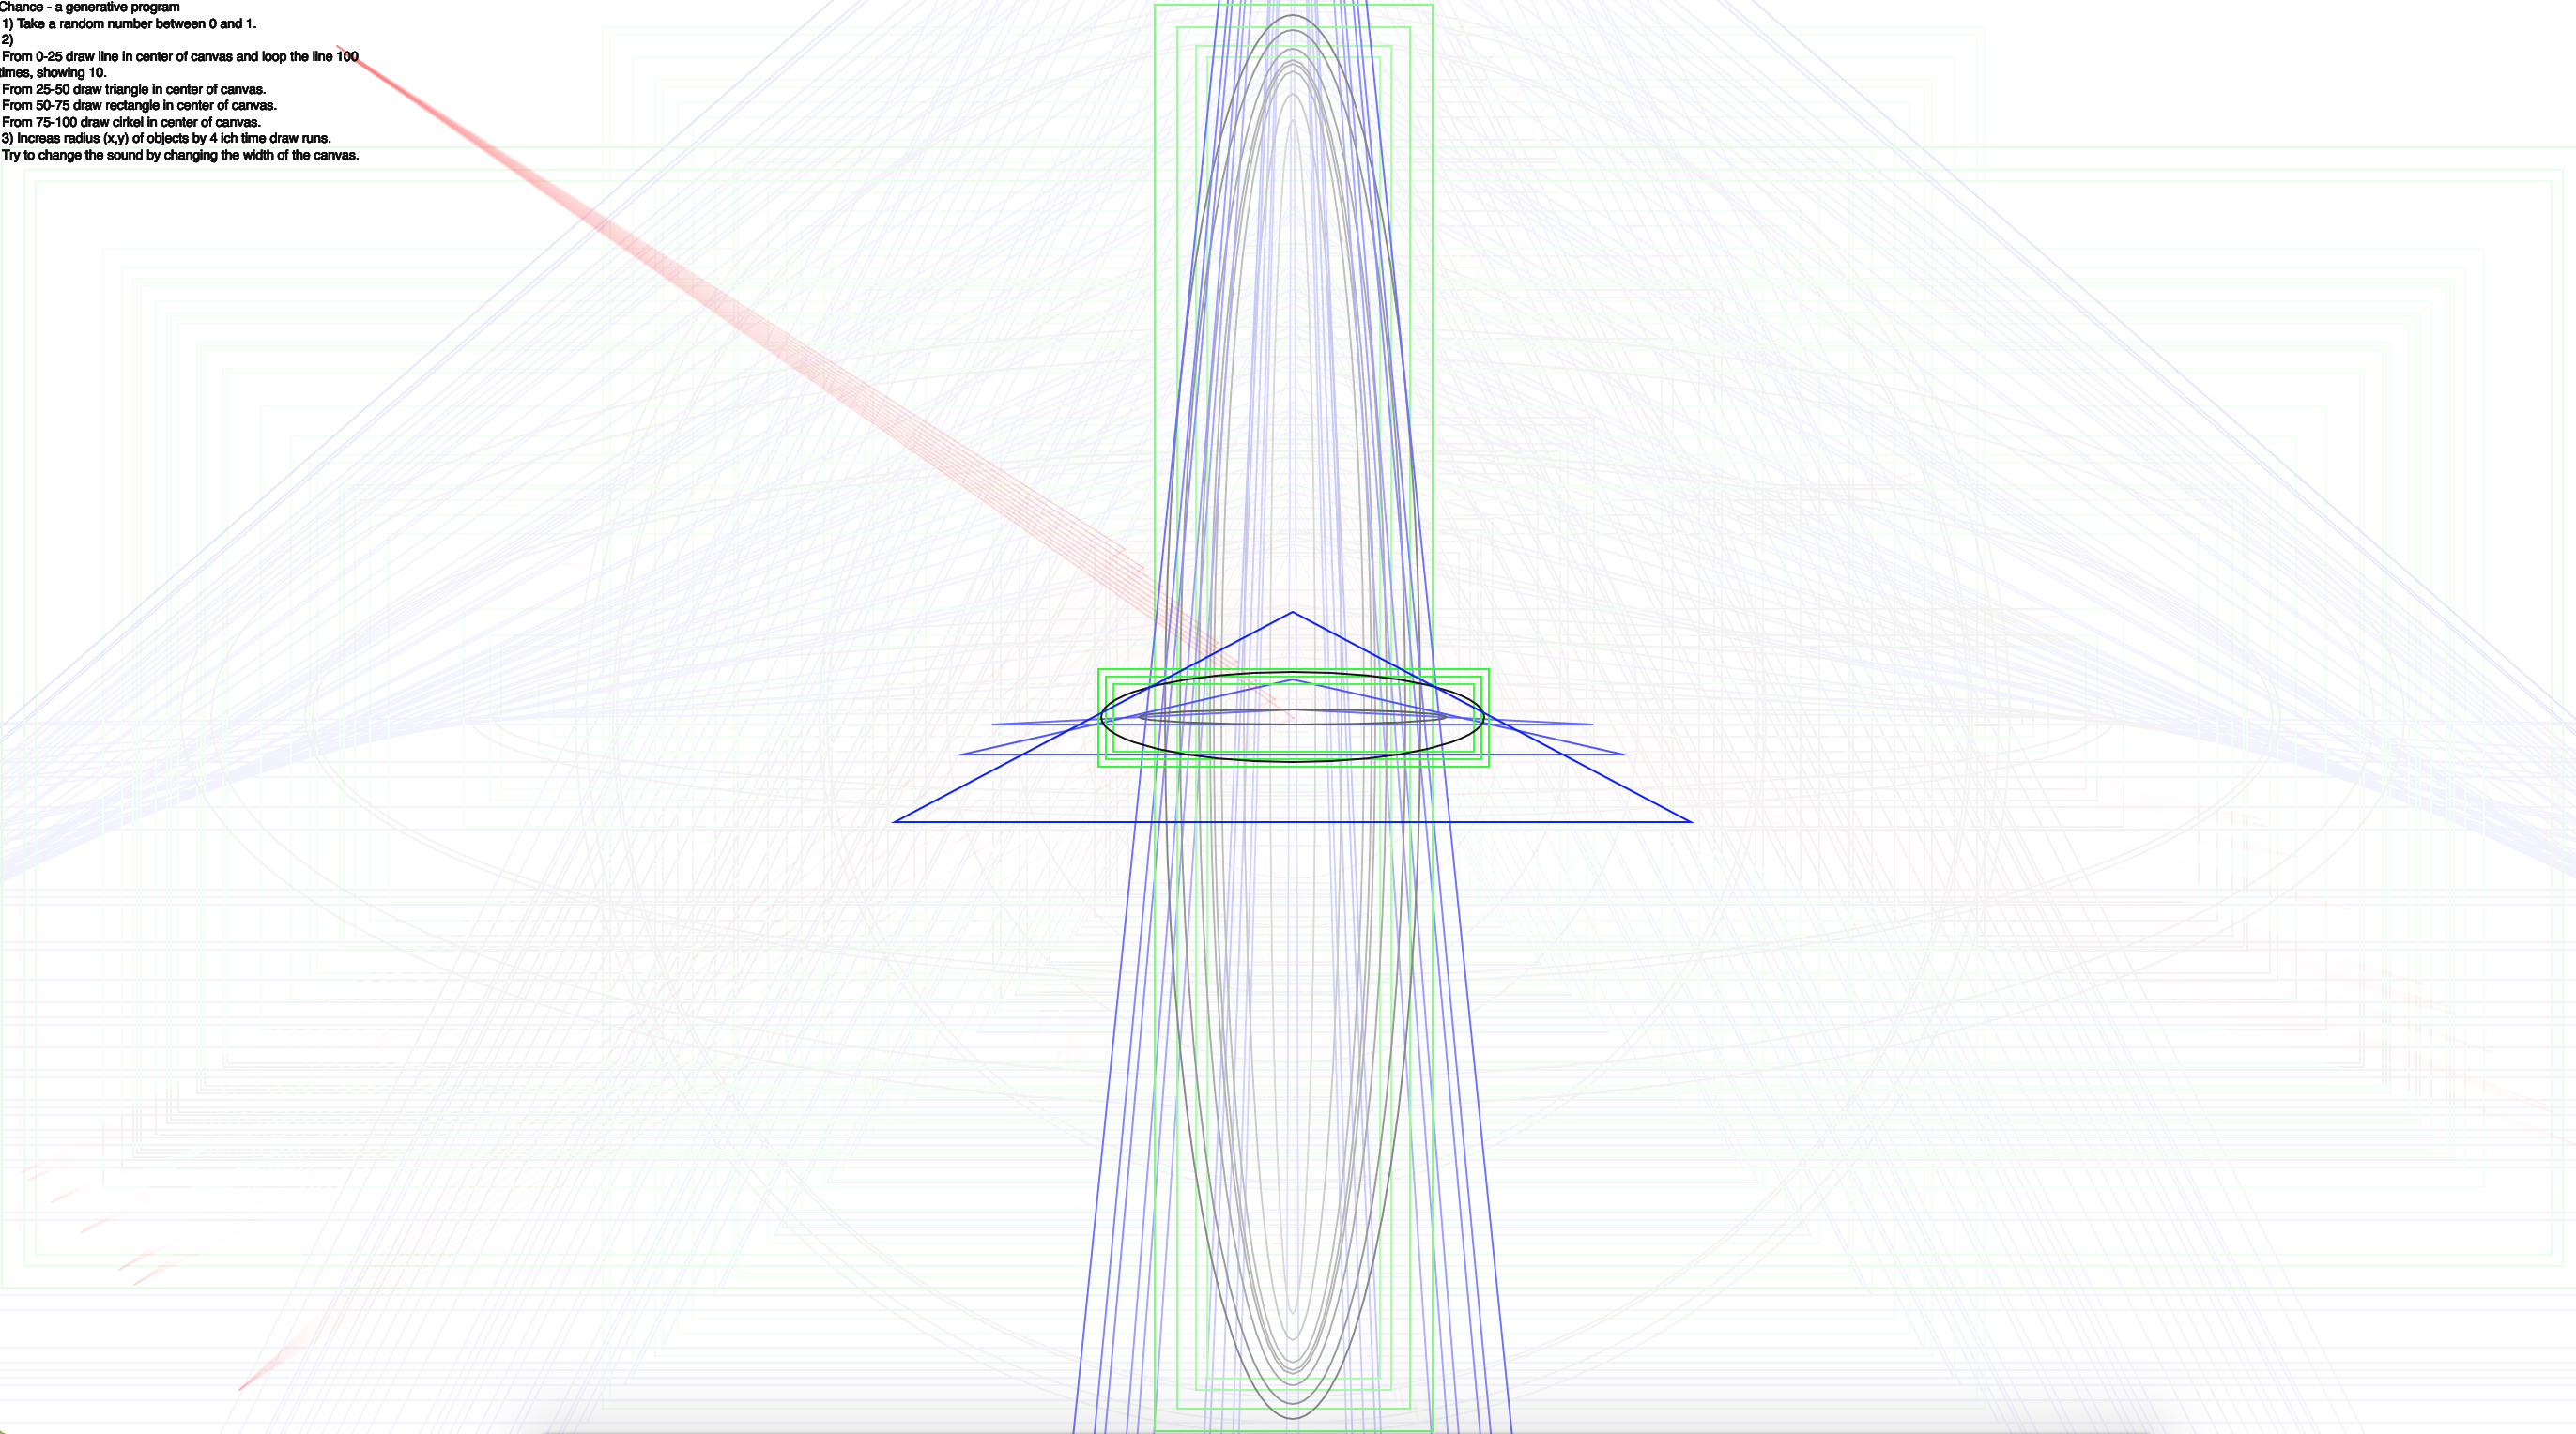 Chance - a generative program
1) Take a random number between 0 and 1.
2)
From 0-25 draw line in center of canvas and loop the line 100
times, showing 10.
From 25-50 draw triangle in center of canvas.
From 50-75 draw rectangle in center of canvas.
From 75-100 draw cirkel in center of canvas.
3) Increas radius (x,y) of objects by 4 ich time draw runs.
Try to change the sound by changing the width of the canvas.